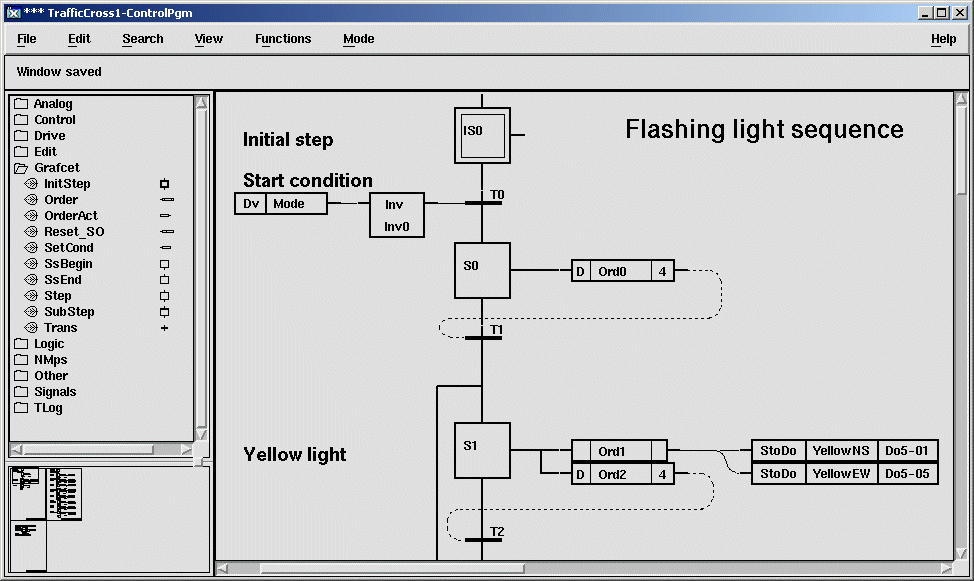 *** TrafficCross1-ControlPgm
File Edit Search View Functions Mode Help
Window saved
Analog
Control
Drive
Edit
Grafcet
InitStep
Order
OrderAct
Reset_SO
SetCond
SsBegin
SsEnd
Step
SubStep
Trans
Logic
NMps
Other
Signals
TLog
Flashing light sequence
Initial step
IS0
Start condition
T0
Dv Mode
Inv
Inv0
S0
D Ord0 4
T1
Yellow light
S1
Ord1
D Ord2 4
StoDo YellowNS Do5-01
StoDo YellowEW Do5-05
T2